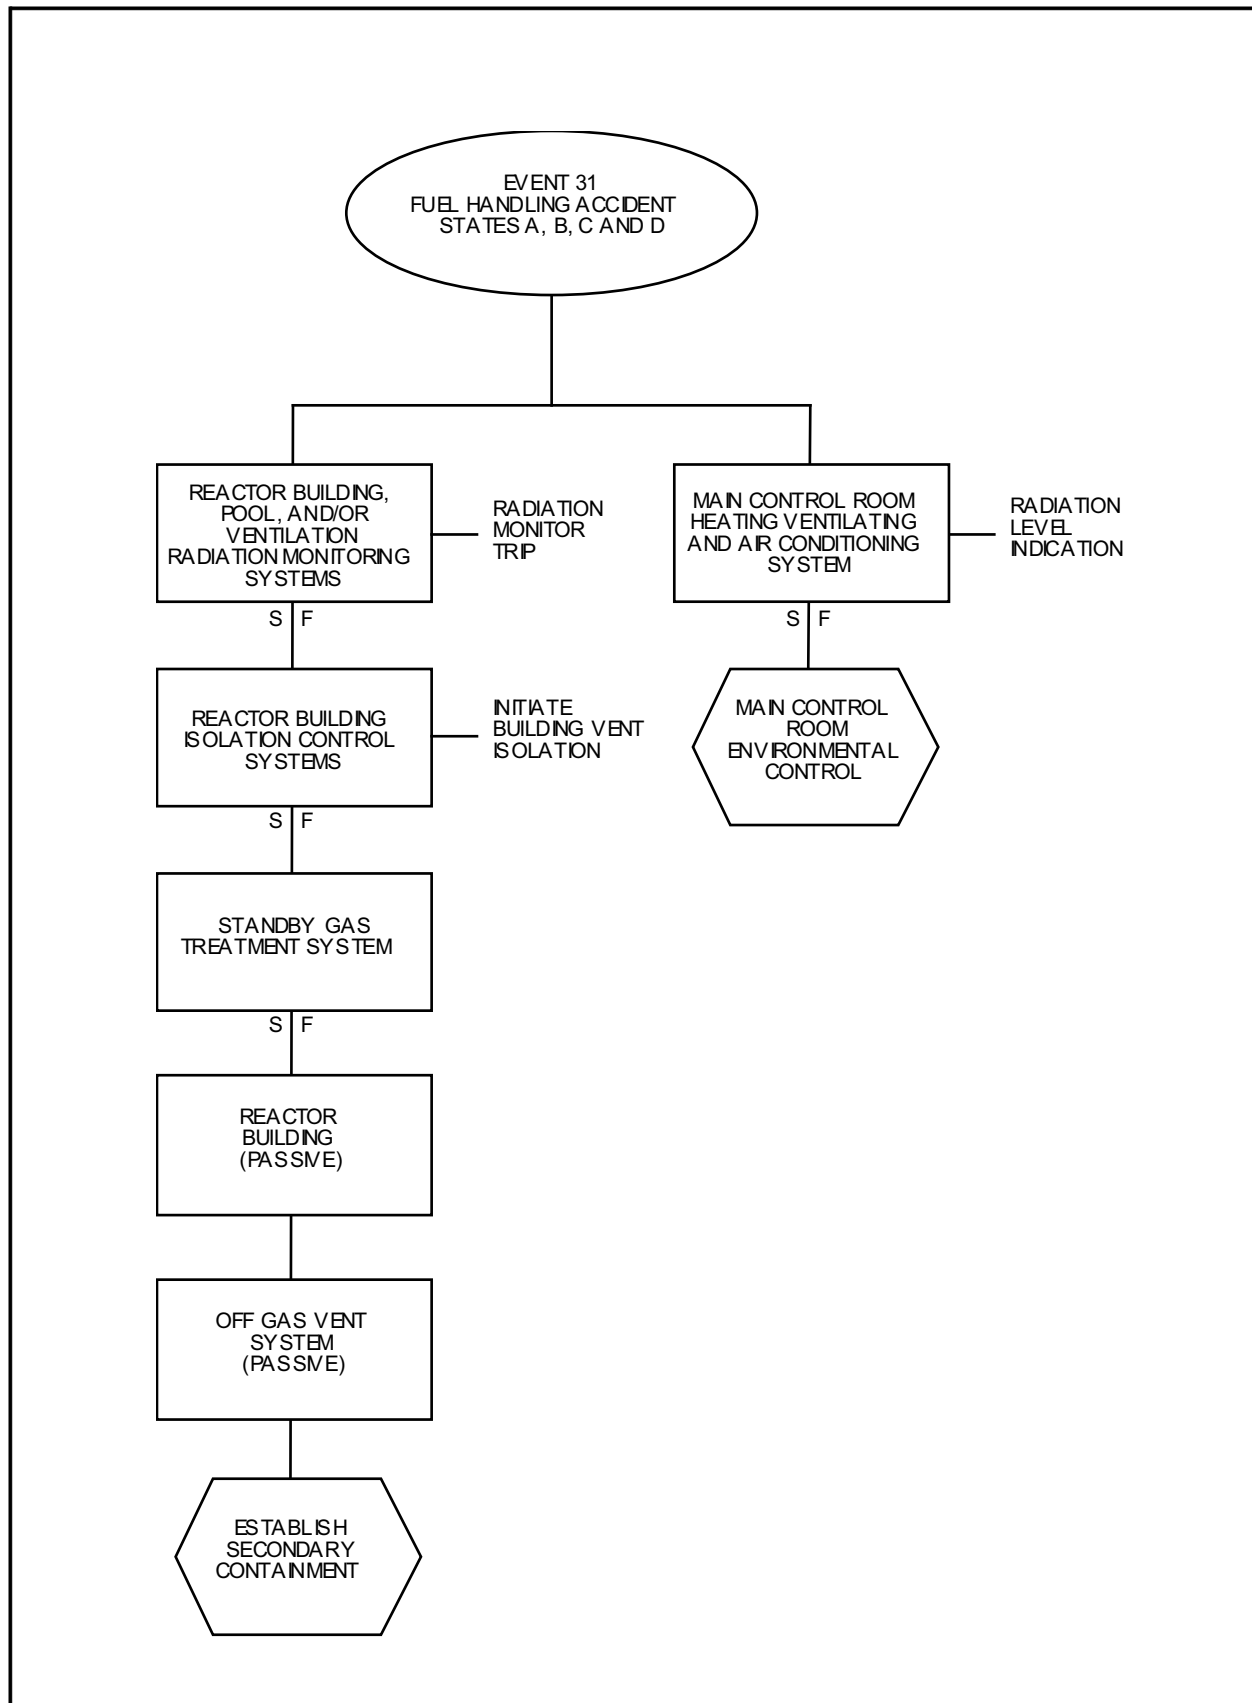 EVENT 31
FUEL HANDLING ACCIDENT
STATES A, B, C AND D
REACTOR BUILDING,
POOL, AND/OR
VENTILATION
RADIATION MONITORING
SYSTEMS
RADIATION
MONITOR
TRIP
MAIN CONTROL ROOM
HEATING VENTILATING
AND AIR CONDITIONING
SYSTEM
RADIATION
LEVEL
INDICATION
S F
S F
REACTOR BUILDING
ISOLATION CONTROL
SYSTEMS
INITIATE
BUILDING VENT
ISOLATION
MAIN CONTROL
ROOM
ENVIRONMENTAL
CONTROL
S F
STANDBY GAS
TREATMENT SYSTEM
S F
REACTOR
BUILDING
(PASSIVE)
OFF GAS VENT
SYSTEM
(PASSIVE)
ESTABLISH
SECONDARY
CONTAINMENT